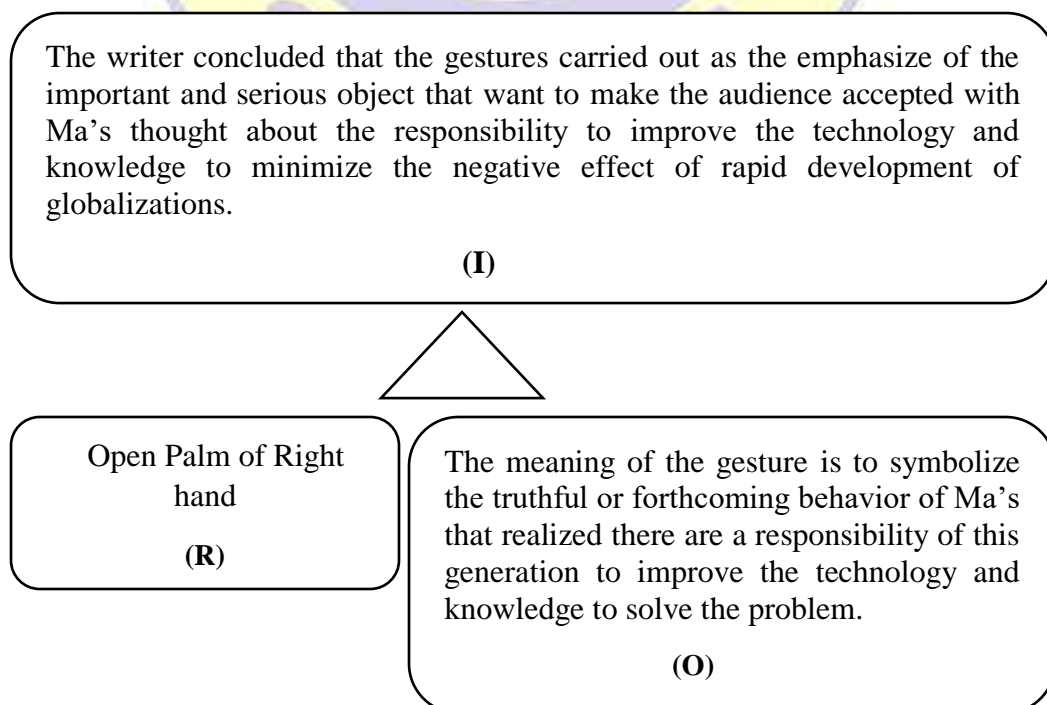 The writer concluded that the gestures carried out as the emphasize of the
important and serious object that want to make the audience accepted with
Ma’s thought about the responsibility to improve the technology and
knowledge to minimize the negative effect of rapid development of
globalizations.
(I)
Open Palm of Right
hand
(R)
The meaning of the gesture is to symbolize
the truthful or forthcoming behavior of Ma’s
that realized there are a responsibility of this
generation to improve the technology and
knowledge to solve the problem.
(O)